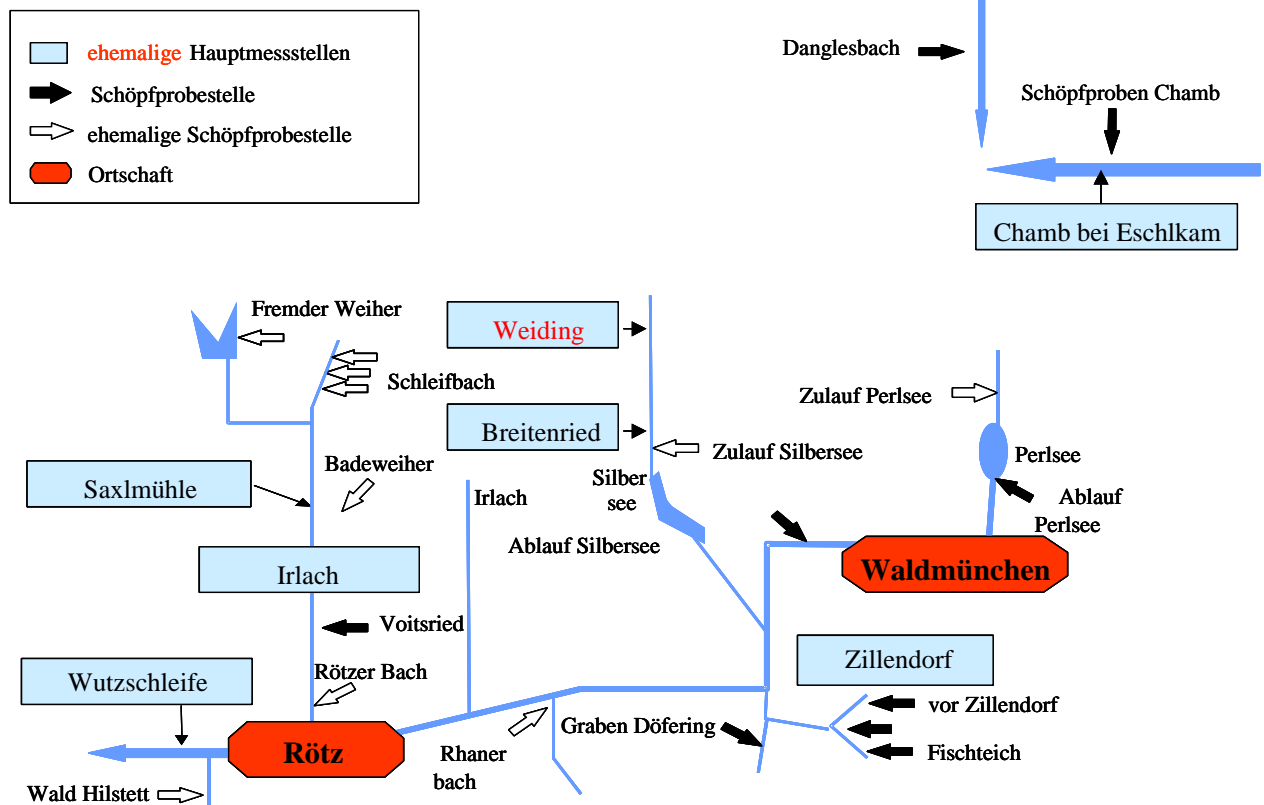 ehemalige Hauptmessstellen
Schöpfprobestelle
ehemalige Schöpfprobestelle
Ortschaft
Danglesbach
Schöpfproben Chamb
Chamb bei Eschlkam
Fremder Weiher
Schleifbach
Weiding
Breitenried
Zulauf Silbersee
Zulauf Perlsee
Perlsee
Ablauf
Perlsee
Saxlmühle
Badeweiher
Irlach
Silber
see
Ablauf Silbersee
Waldmünchen
Irlach
Voitsried
Rötzer Bach
Wutzschleife
Zillendorf
vor Zillendorf
Graben Döfering
Fischteich
Rötz
Rhaner
bach
Wald Hilstett